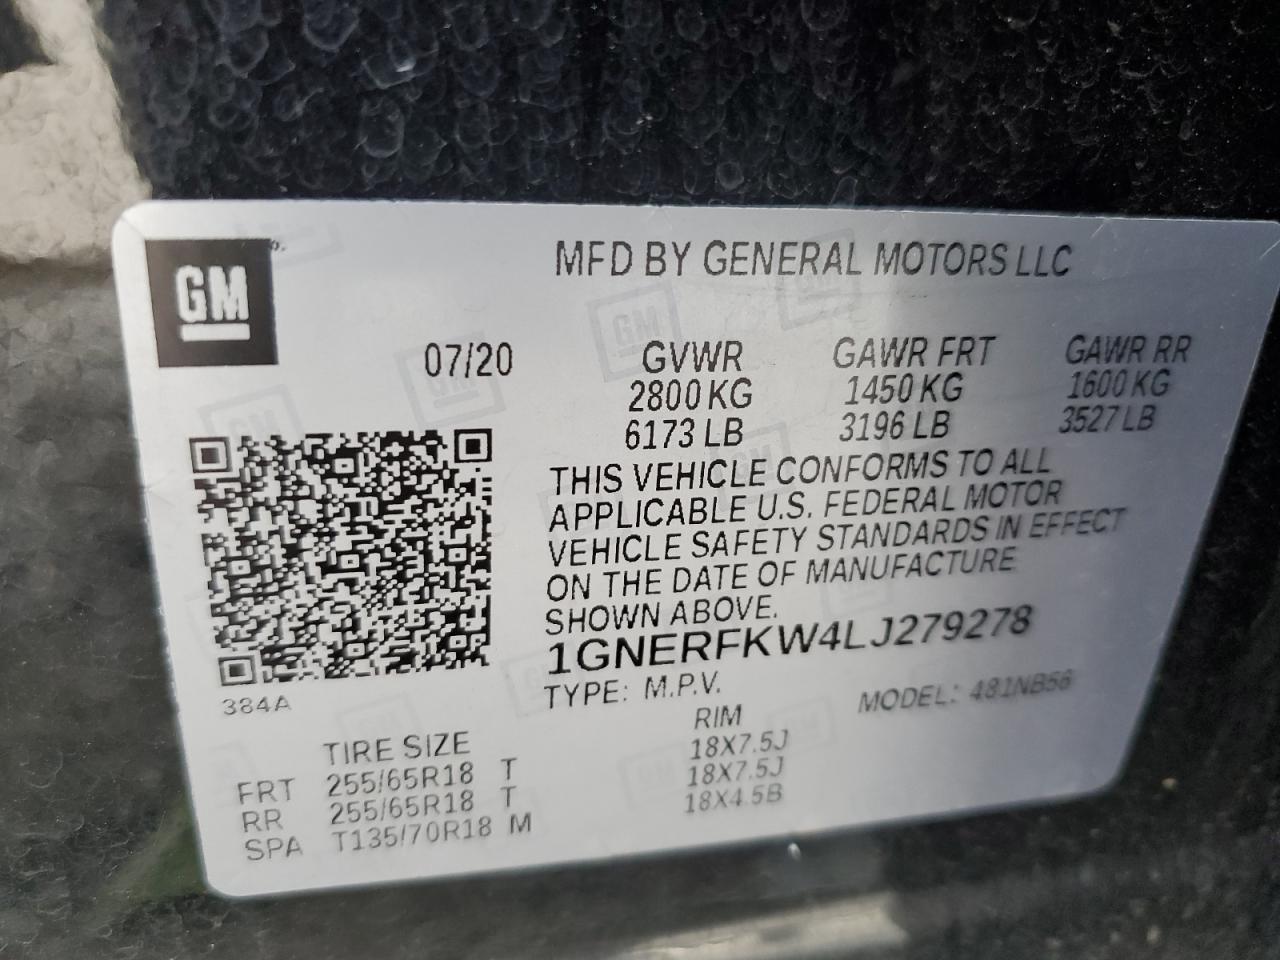 GM
MFD BY GENERAL MOTORS LLC
07/20 GVWR GAWR FRT GAWR RR
2800 KG 1450 KG 1600 KG
6173 LB 3196 LB 3527 LB
THIS VEHICLE CONFORMS TO ALL
APPLICABLE U.S. FEDERAL MOTOR
VEHICLE SAFETY STANDARDS IN EFFECT
ON THE DATE OF MANUFACTURE
SHOWN ABOVE.
1GNERFKW4LJ279278
384A
TYPE: M.P.V. MODEL: 481NB56
TIRE SIZE RIM
FRT 255/65R18 T 18X7.5J
RR 255/65R18 T 18X7.5J
SPA T135/70R18 M 18X4.5B